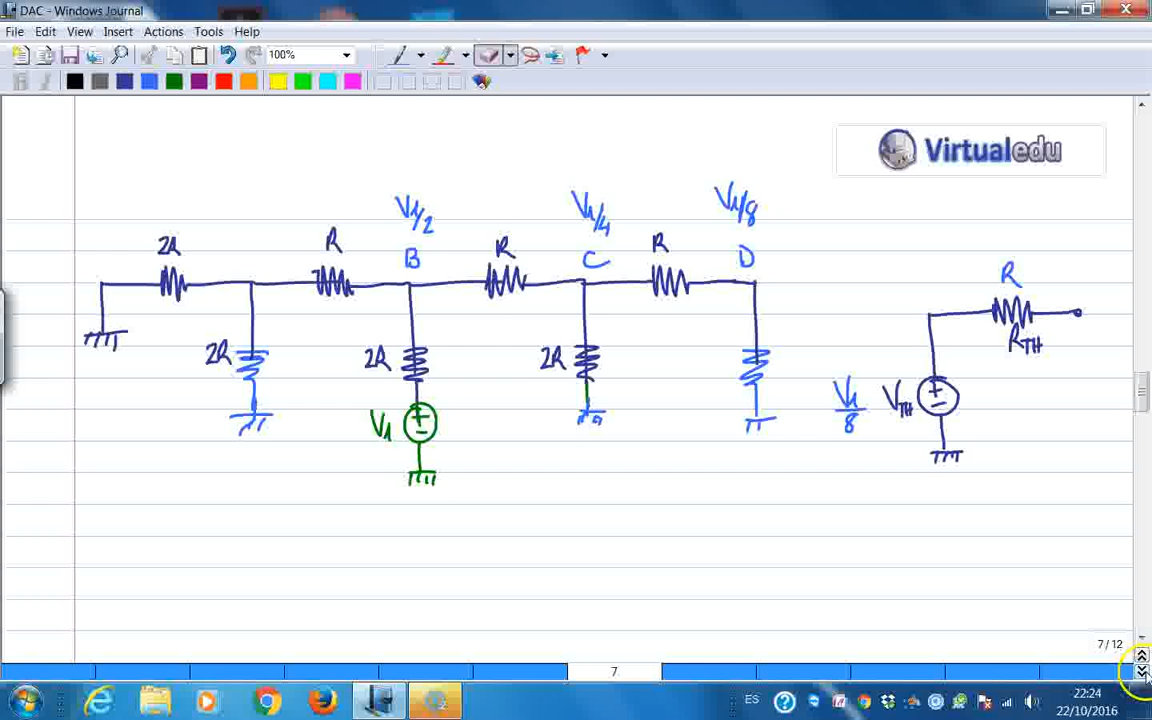 DAC - Windows Journal
File Edit View Insert Actions Tools Help
100%
Virtualedu
V1/2 V1/4 V1/8
2R R B R C R D
2R 2R 2R
V1
R
RTH
V1/8 VTH
7/12
7
ES
22:24
22/10/2016